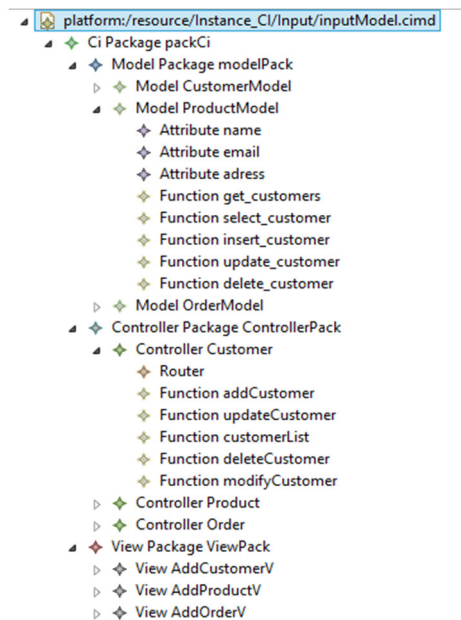 platform:/resource/Instance_CI/Input/inputModel.cimd
Ci Package packCi
Model Package modelPack
Model CustomerModel
Model ProductModel
Attribute name
Attribute email
Attribute adress
Function get_customers
Function select_customer
Function insert_customer
Function update_customer
Function delete_customer
Model OrderModel
Controller Package ControllerPack
Controller Customer
Router
Function addCustomer
Function updateCustomer
Function customerList
Function deleteCustomer
Function modifyCustomer
Controller Product
Controller Order
View Package ViewPack
View AddCustomerV
View AddProductV
View AddOrderV